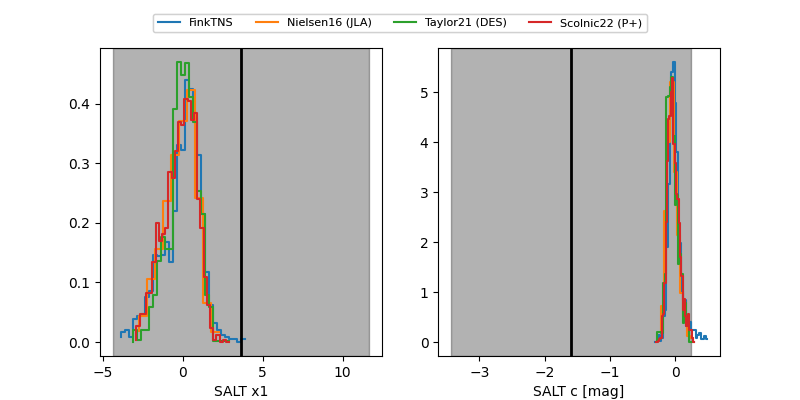 FinkTNS Nielsen16 (JLA) Taylor21 (DES) Scolnic22 (P+)
0.4
0.3
0.2
0.1
0.0
−5 0 5 10
SALT x1
5
4
3
2
1
0
−3 −2 −1 0
SALT c [mag]